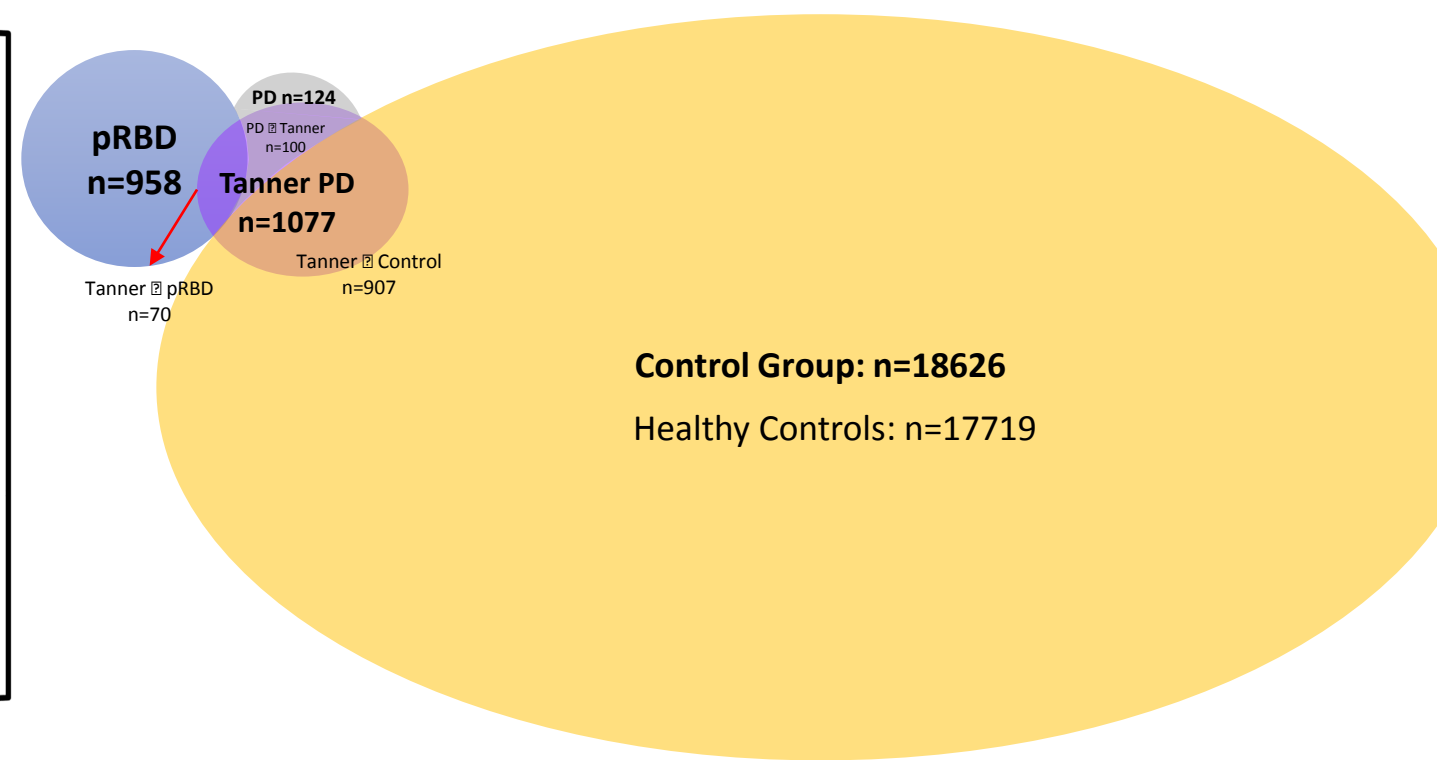 pRBD
n=958
PD n=124
PD ⍰ Tanner
n=100
Tanner PD
n=1077
Tanner ⍰ Control
n=907
Tanner ⍰ pRBD
n=70
Control Group: n=18626
Healthy Controls: n=17719